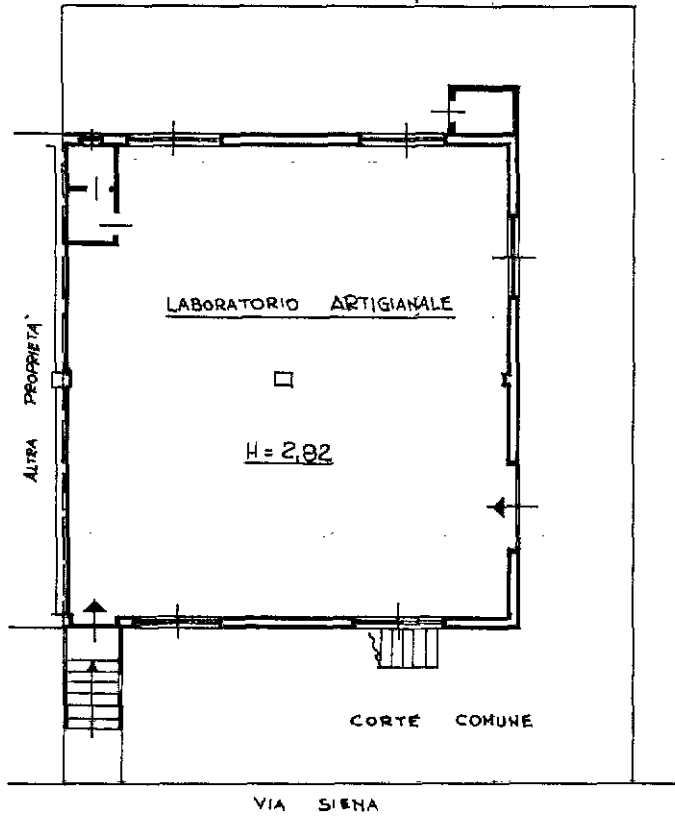 LABORATORIO ARTIGIANALE
ALTRA PROPRIETA'
H = 2,82
CORTE COMUNE
VIA SIENA